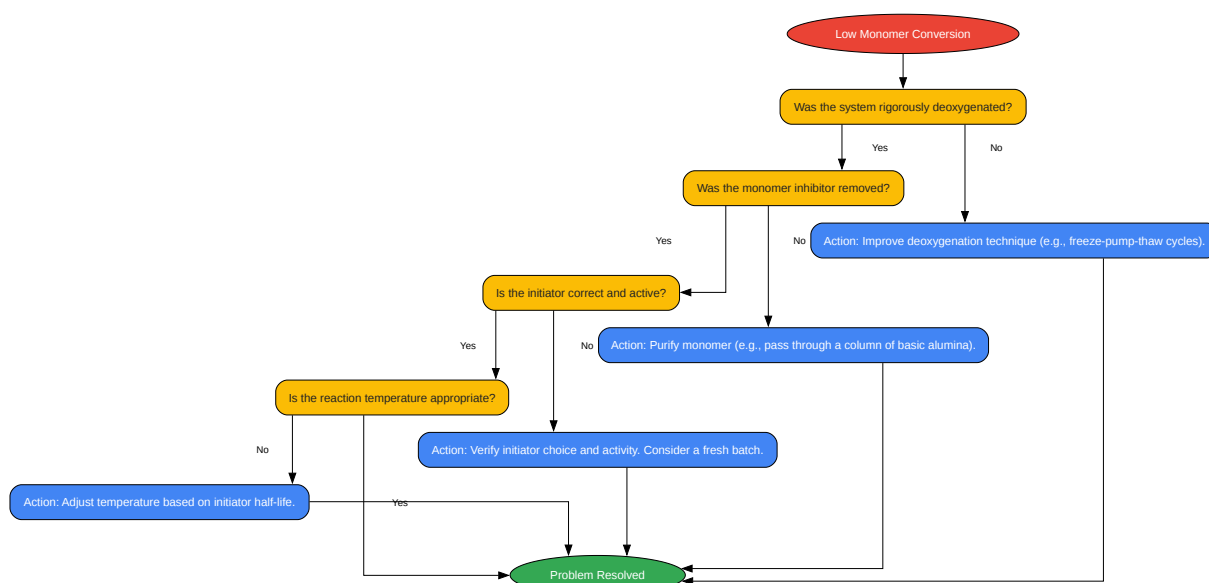 Low Monomer Conversion
Was the system rigorously deoxygenated?
Yes
No
Was the monomer inhibitor removed?
Yes
No
Action: Improve deoxygenation technique (e.g., freeze-pump-thaw cycles).
Is the initiator correct and active?
Yes
No
Action: Purify monomer (e.g., pass through a column of basic alumina).
Is the reaction temperature appropriate?
No
Action: Verify initiator choice and activity. Consider a fresh batch.
Action: Adjust temperature based on initiator half-life.
Yes
Problem Resolved